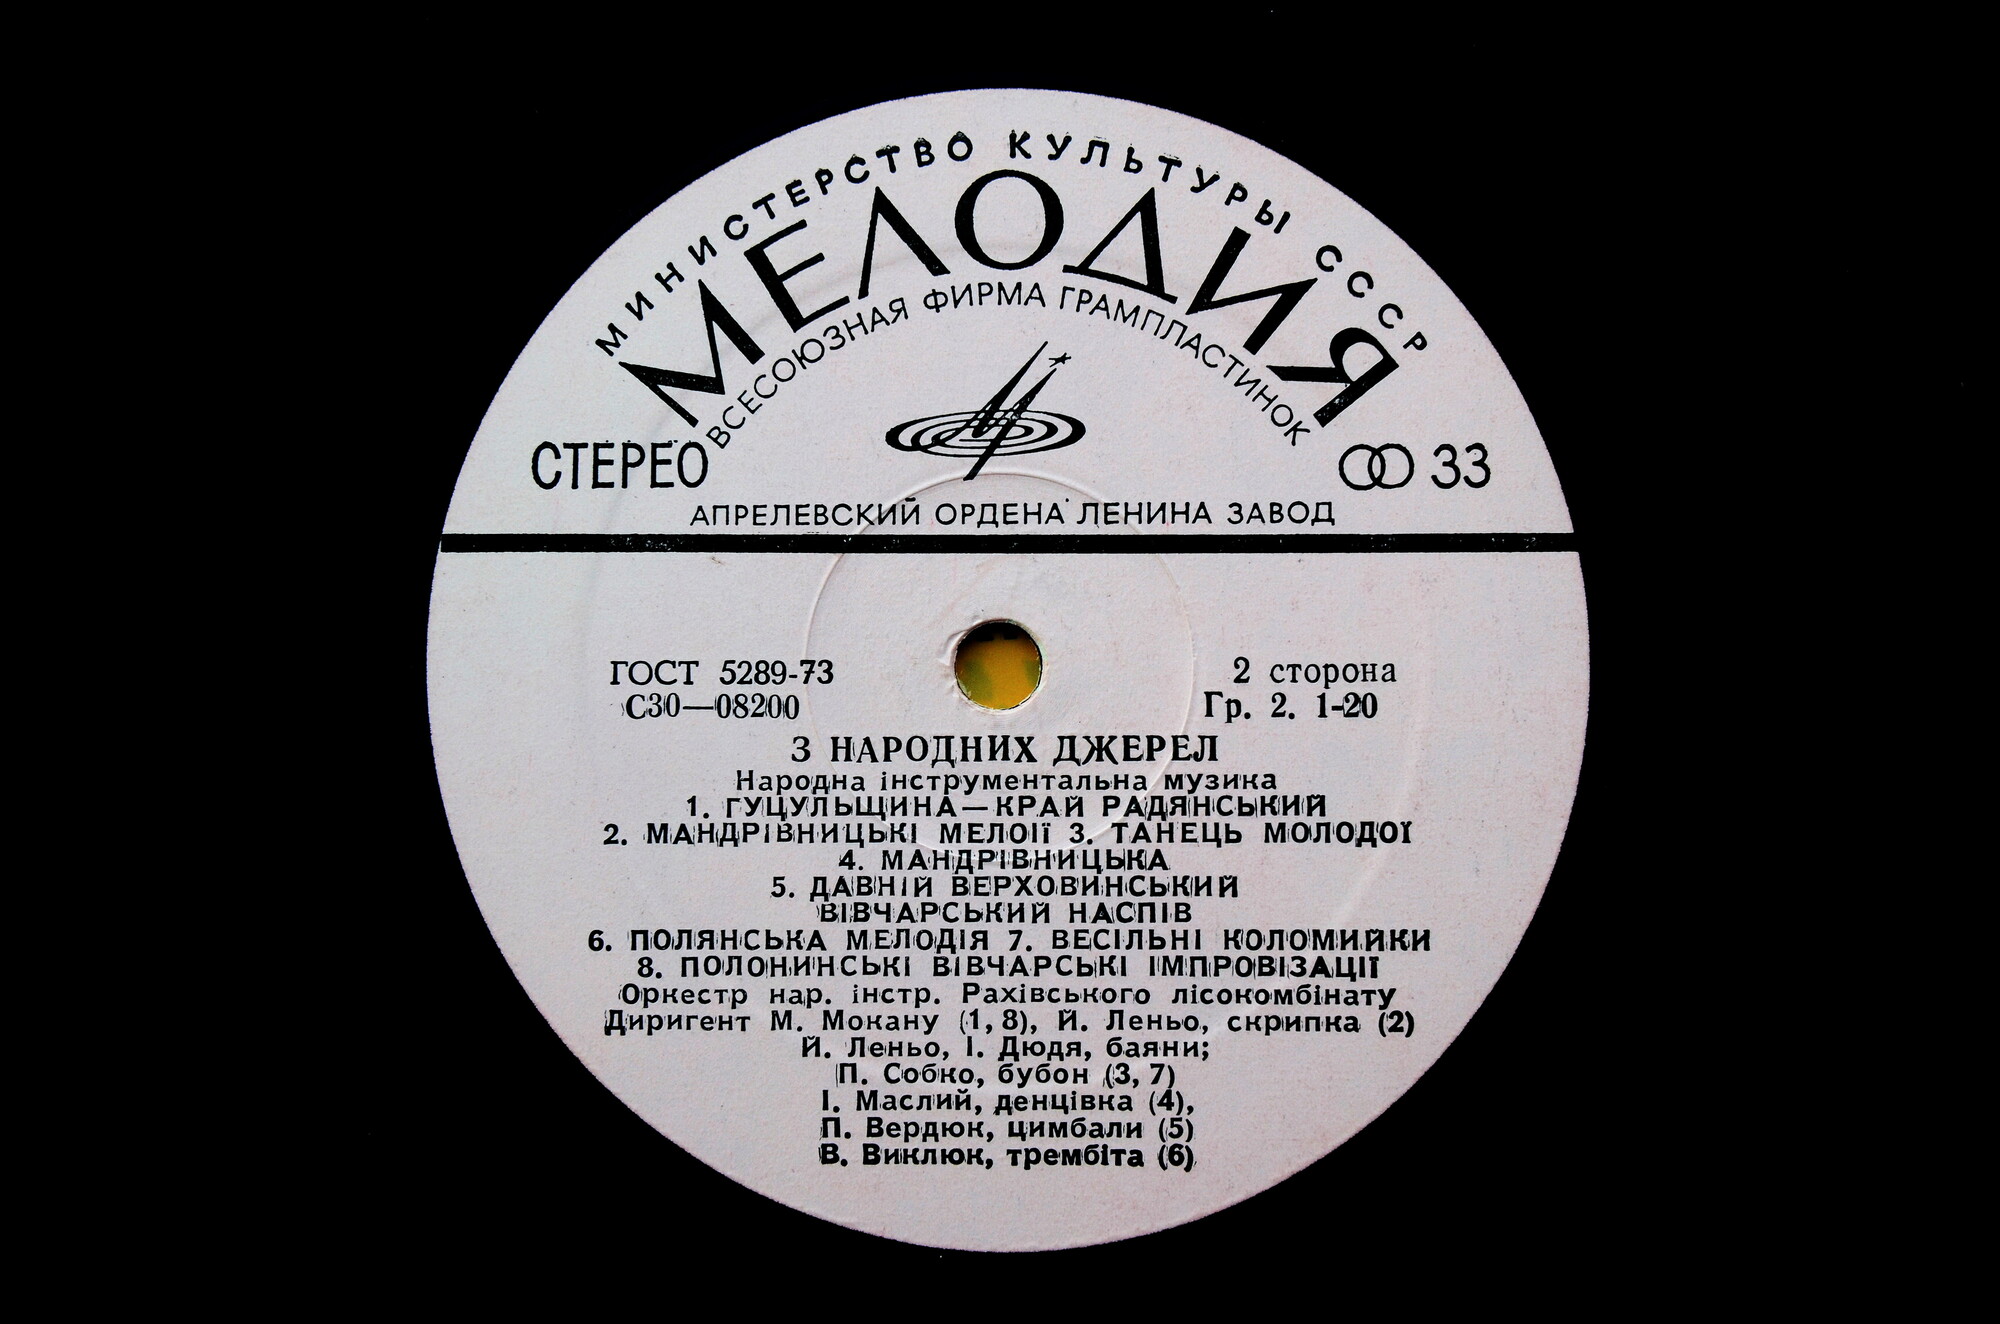 МИНИСТЕРСТВО КУЛЬТУРЫ СССР
МЕЛОДИЯ
ВСЕСОЮЗНАЯ ФИРМА ГРАМПЛАСТИНОК
СТЕРЕО 33
АПРЕЛЕВСКИЙ ОРДЕНА ЛЕНИНА ЗАВОД
ГОСТ 5289-73 2 сторона
С30—08200 Гр. 2. 1-20
З НАРОДНИХ ДЖЕРЕЛ
Народна інструментальна музика
1. ГУЦУЛЬЩИНА—КРАЙ РАДЯНСЬКИЙ
2. МАНДРІВНИЦЬКІ МЕЛОІЇ 3. ТАНЕЦЬ МОЛОДОЇ
4. МАНДРІВНИЦЬКА
5. ДАВНІЙ ВЕРХОВИНСЬКИЙ
ВІВЧАРСЬКИЙ НАСПІВ
6. ПОЛЯНСЬКА МЕЛОДІЯ 7. ВЕСІЛЬНІ КОЛОМИЙКИ
8. ПОЛОНИНСЬКІ ВІВЧАРСЬКІ ІМПРОВІЗАЦІЇ
Оркестр нар. інстр. Рахівського лісокомбінату
Диригент М. Мокану (1, 8), Й. Леньо, скрипка (2)
Й. Леньо, І. Дюдя, баяни;
П. Собко, бубон (3, 7)
І. Маслий, денцівка (4),
П. Вердюк, цимбали (5)
В. Виклюк, трембіта (6)